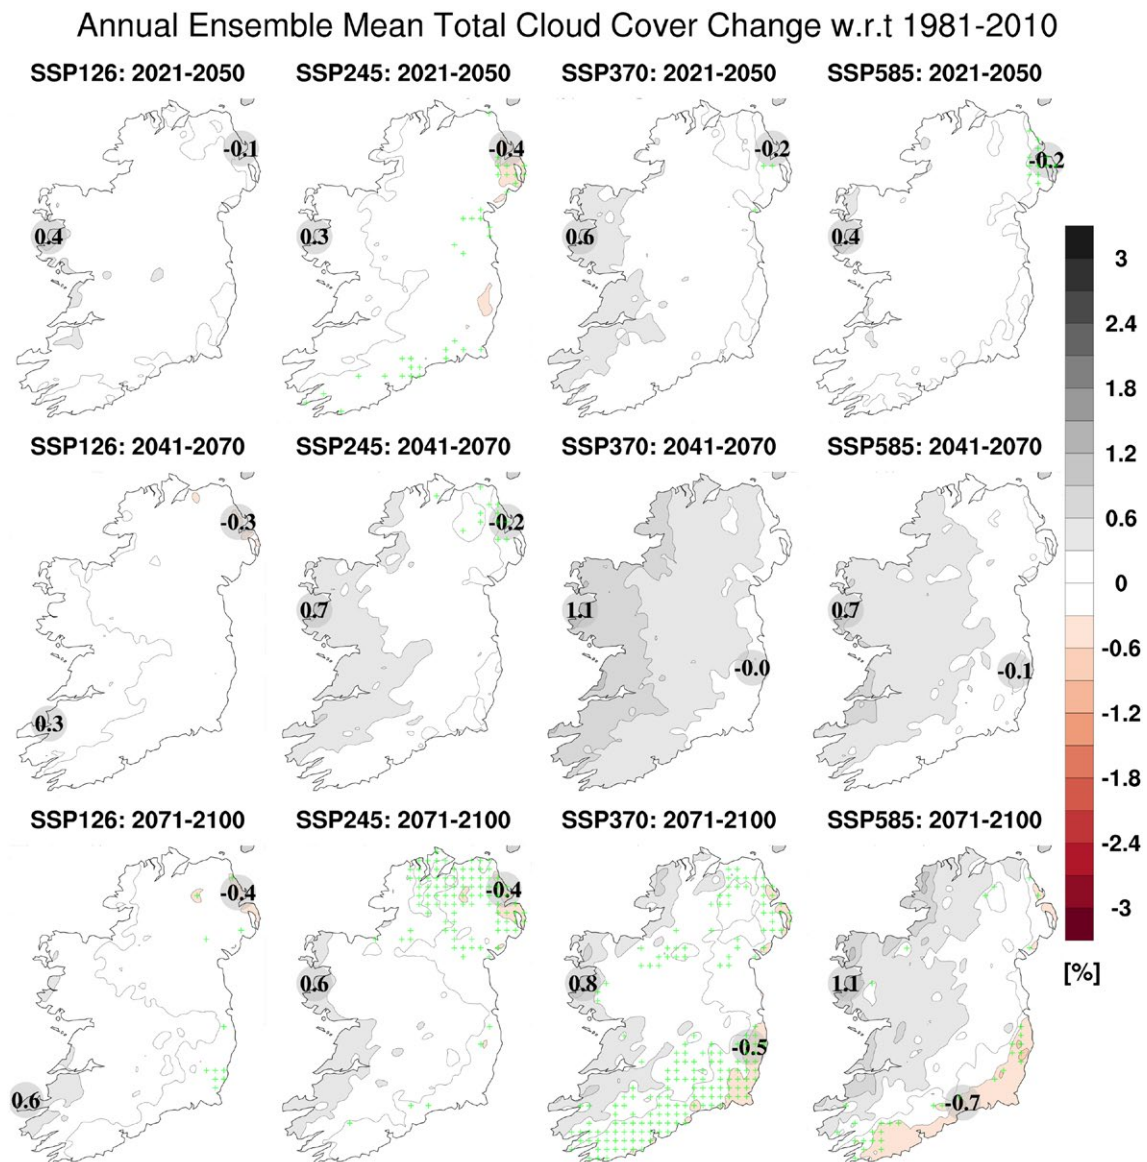 Annual Ensemble Mean Total Cloud Cover Change w.r.t 1981-2010
SSP126: 2021-2050 SSP245: 2021-2050 SSP370: 2021-2050 SSP585: 2021-2050
-0.1 -0.4 -0.2 -0.2
0.4 0.3 0.6 0.4
SSP126: 2041-2070 SSP245: 2041-2070 SSP370: 2041-2070 SSP585: 2041-2070
-0.3 -0.2
0.7 1.1 0.7
-0.0 -0.1
0.3
SSP126: 2071-2100 SSP245: 2071-2100 SSP370: 2071-2100 SSP585: 2071-2100
-0.4 -0.4
0.6 0.8 1.1
-0.5
0.6 -0.7
3
2.4
1.8
1.2
0.6
0
-0.6
-1.2
-1.8
-2.4
-3
[%]